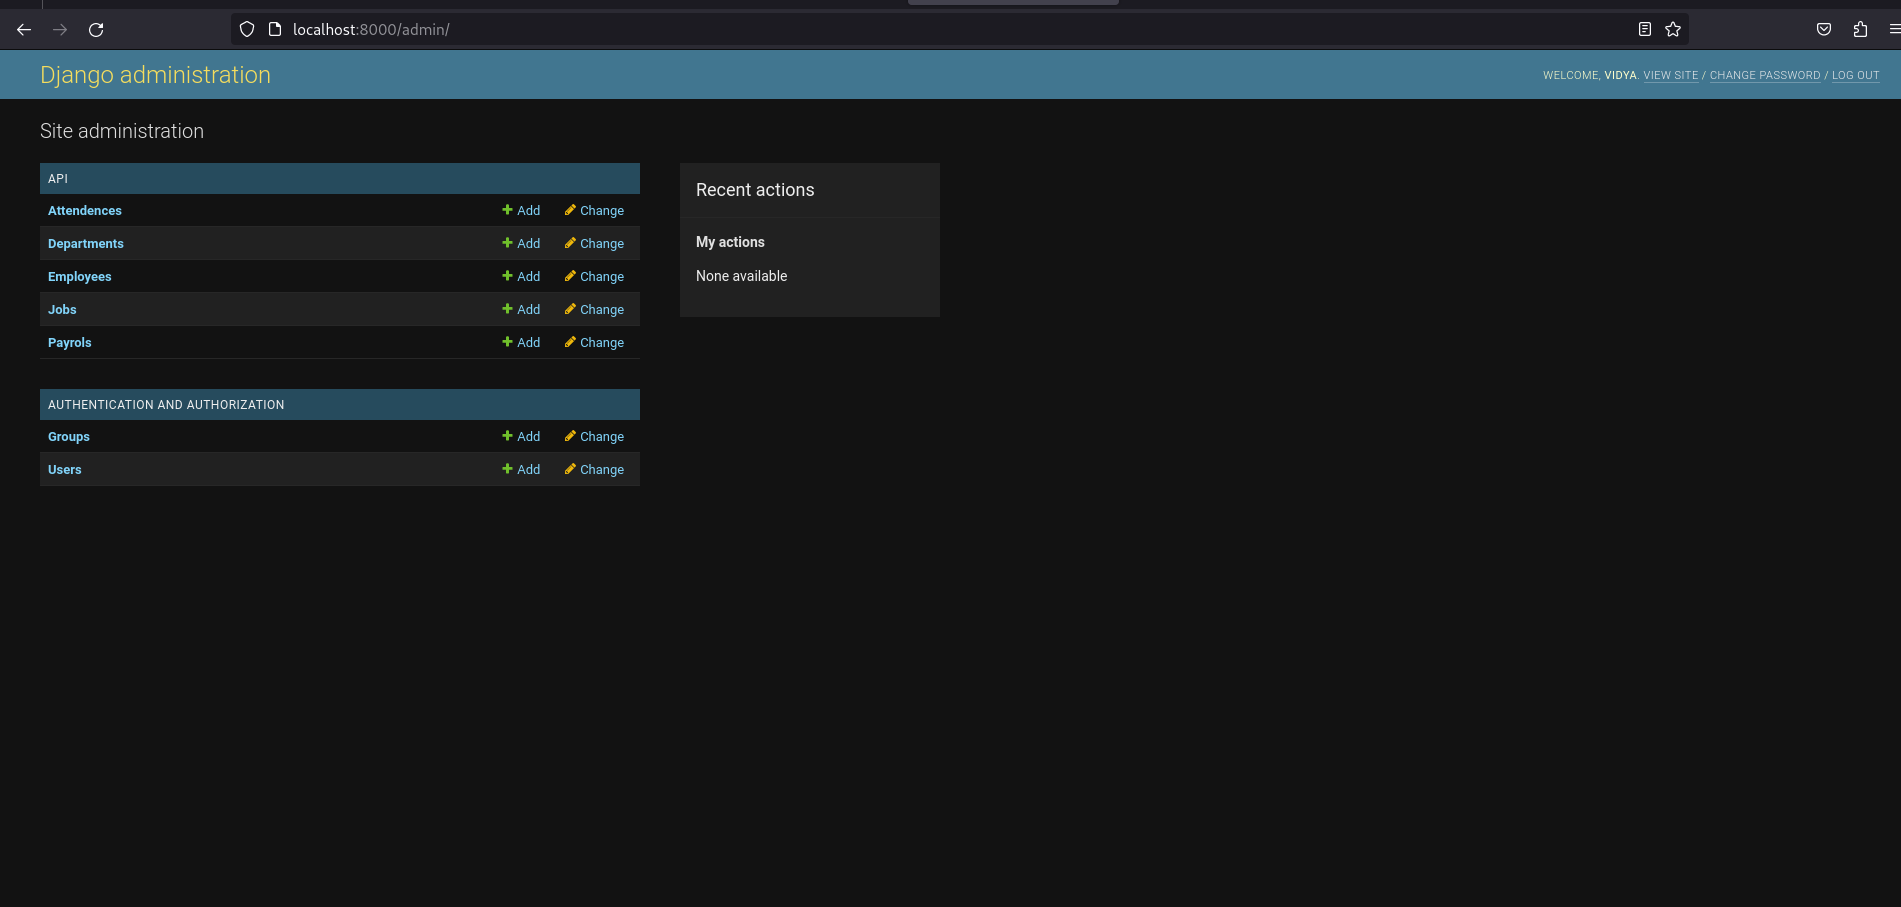 localhost:8000/admin/
Django administration
WELCOME, VIDYA. VIEW SITE / CHANGE PASSWORD / LOG OUT
Site administration
API
Attendences Add Change
Departments Add Change
Employees Add Change
Jobs Add Change
Payrols Add Change
AUTHENTICATION AND AUTHORIZATION
Groups Add Change
Users Add Change
Recent actions
My actions
None available